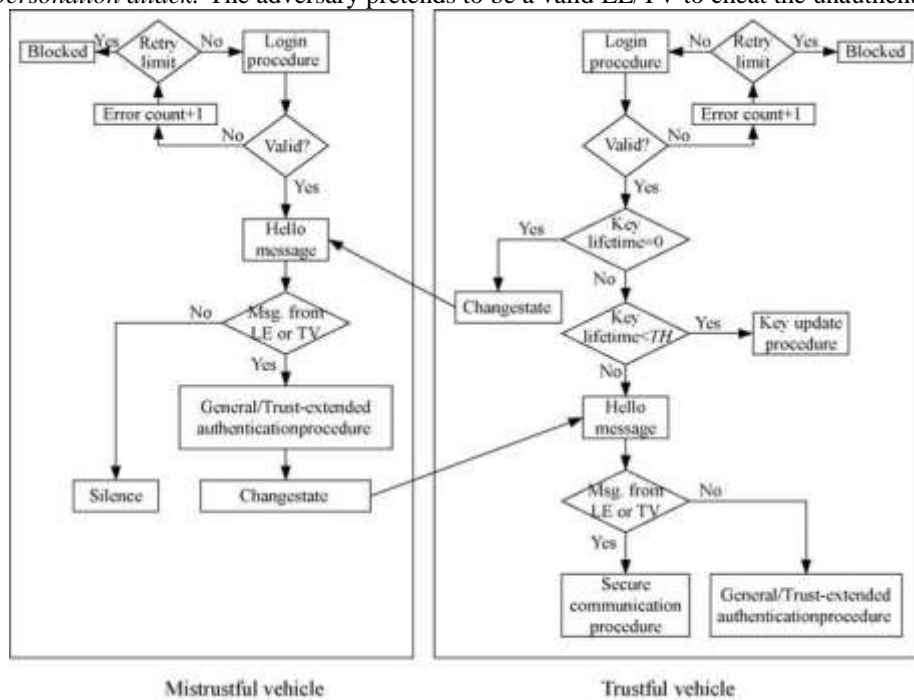 personation attack. The adversary pretends to be a valid LE/TV to cheat the
Blocked
Yes
Retry
limit
No
Login
procedure
Error count+1
No
Valid?
Yes
Hello
message
No
Msg. from
LE or TV
Yes
General/Trust-extended
authenticationprocedure
Silence
Changestate
Mistrustful vehicle
Login
procedure
No
Retry
limit
Yes
Blocked
Error count+1
Valid?
No
Yes
Yes
Key
lifetime=0
No
Changestate
Key
lifetime<TH
Yes
Key update
procedure
No
Hello
message
Msg. from
LE or TV
No
Yes
Secure
communication
procedure
General/Trust-extended
authenticationprocedure
Trustful vehicle